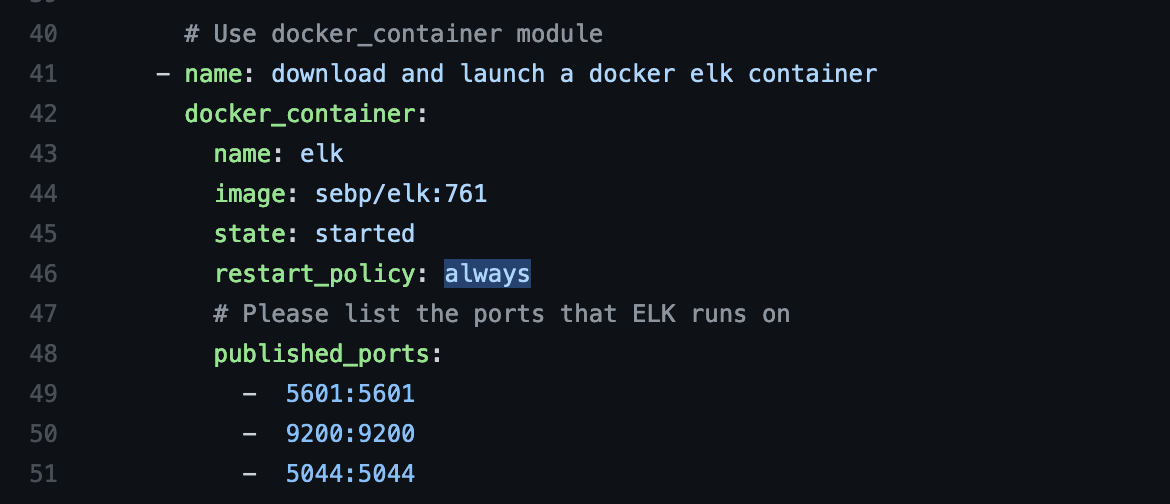 40 # Use docker_container module
41 - name: download and launch a docker elk container
42 docker_container:
43 name: elk
44 image: sebp/elk:761
45 state: started
46 restart_policy: always
47 # Please list the ports that ELK runs on
48 published_ports:
49 - 5601:5601
50 - 9200:9200
51 - 5044:5044